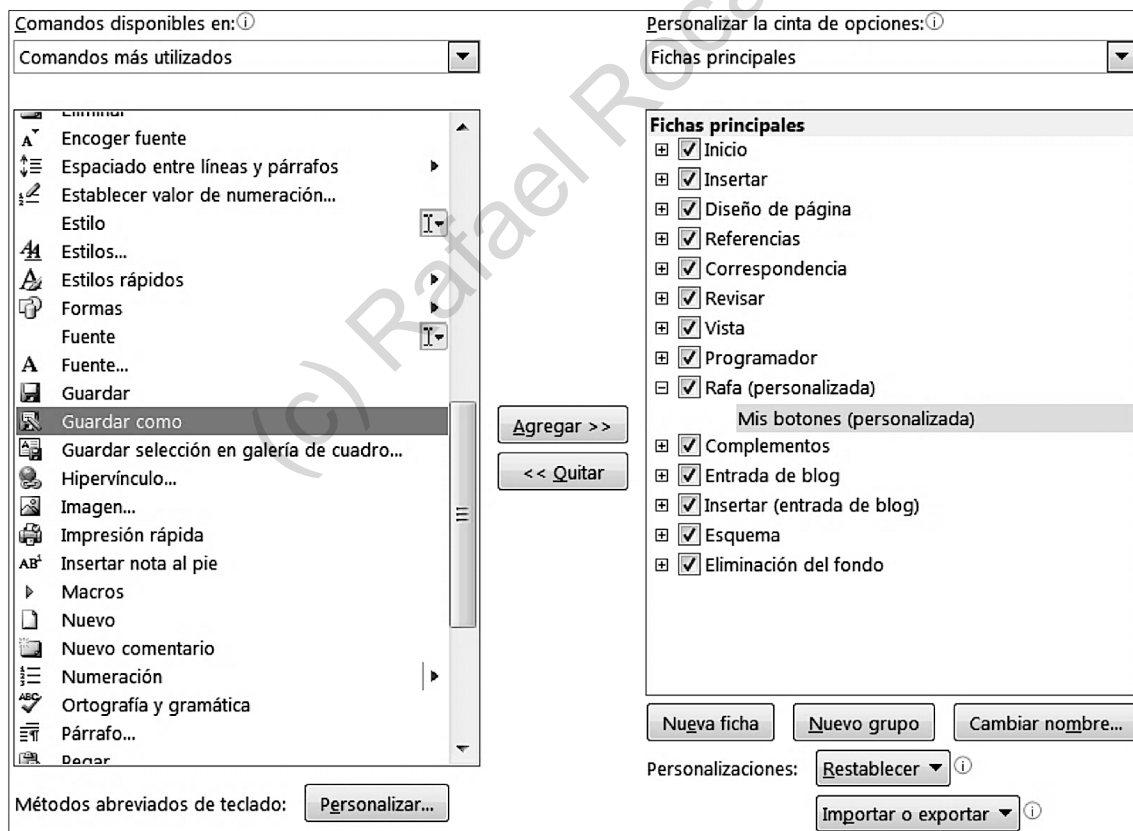 Comandos disponibles en:
Comandos más utilizados
Eliminar
Encoger fuente
Espaciado entre líneas y párrafos
Establecer valor de numeración...
Estilo
Estilos...
Estilos rápidos
Formas
Fuente
Fuente...
Guardar
Guardar como
Guardar selección en galería de cuadro...
Hipervínculo...
Imagen...
Impresión rápida
Insertar nota al pie
Macros
Nuevo
Nuevo comentario
Numeración
Ortografía y gramática
Párrafo...
Pegar
Métodos abreviados de teclado:
Personalizar...
Agregar >>
<< Quitar
Personalizar la cinta de opciones:
Fichas principales
Fichas principales
Inicio
Insertar
Diseño de página
Referencias
Correspondencia
Revisar
Vista
Programador
Rafa (personalizada)
Mis botones (personalizada)
Complementos
Entrada de blog
Insertar (entrada de blog)
Esquema
Eliminación del fondo
Nueva ficha
Nuevo grupo
Cambiar nombre...
Personalizaciones:
Restablecer
Importar o exportar
(c) Rafael Roca